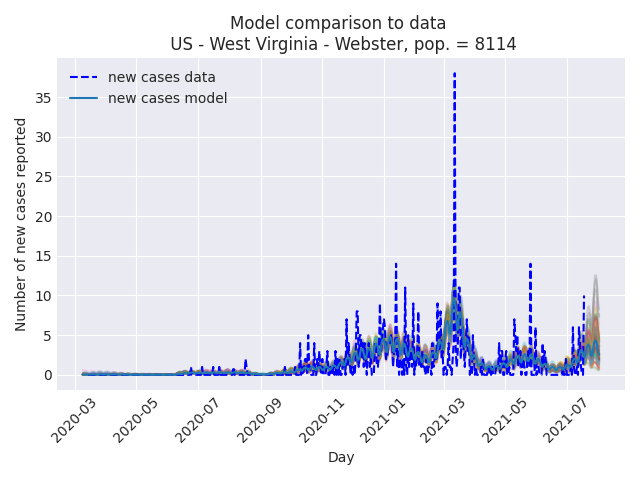 Model comparison to data
US - West Virginia - Webster, pop. = 8114
new cases data
new cases model
Number of new cases reported
35
30
25
20
15
10
5
0
2020-03
2020-05
2020-07
2020-09
2020-11
2021-01
2021-03
2021-05
2021-07
Day